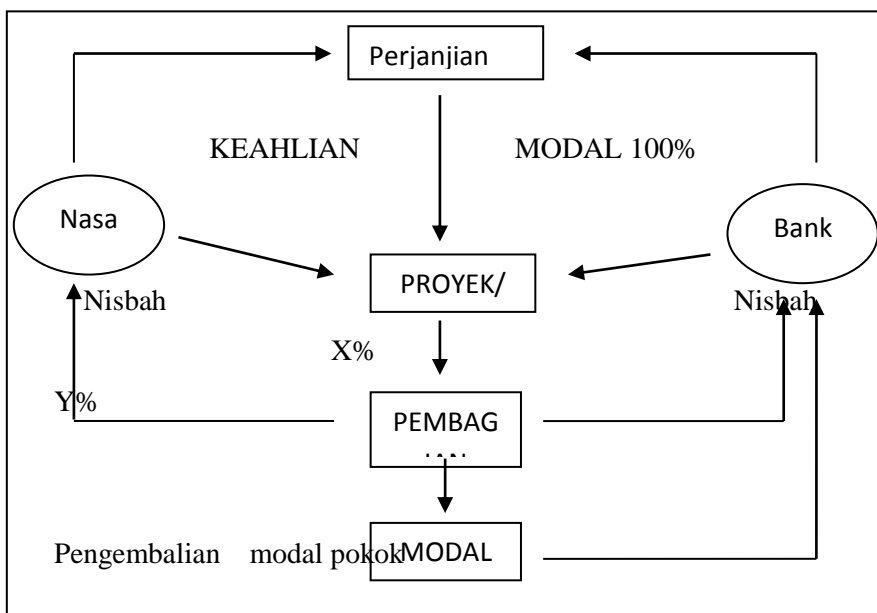 Perjanjian
KEAHLIAN MODAL 100%
Nasa
Bank
PROYEK/
Nisbah Nisbah
X%
Y%
PEMBAG
MODAL
Pengembalian modal pokok